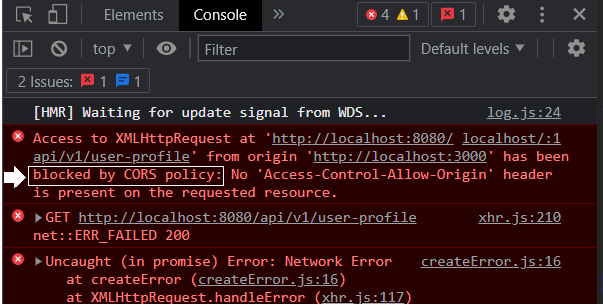 Elements Console » 4 1 1
top Filter Default levels
2 Issues: 1 1
[HMR] Waiting for update signal from WDS... log.js:24
Access to XMLHttpRequest at 'http://localhost:8080/ localhost/:1
api/v1/user-profile' from origin 'http://localhost:3000' has been
blocked by CORS policy: No 'Access-Control-Allow-Origin' header
is present on the requested resource.
GET http://localhost:8080/api/v1/user-profile xhr.js:210
net::ERR_FAILED 200
Uncaught (in promise) Error: Network Error createError.js:16
at createError (createError.js:16)
at XMLHttpRequest.handleError (xhr.js:117)